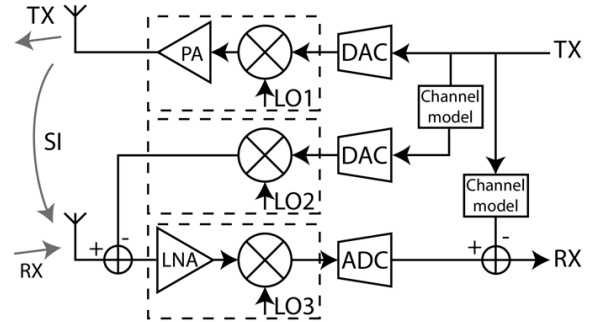 TX
PA
DAC
TX
LO1
Channel
model
SI
DAC
LO2
Channel
model
+
-
+
-
LNA
ADC
RX
RX
LO3